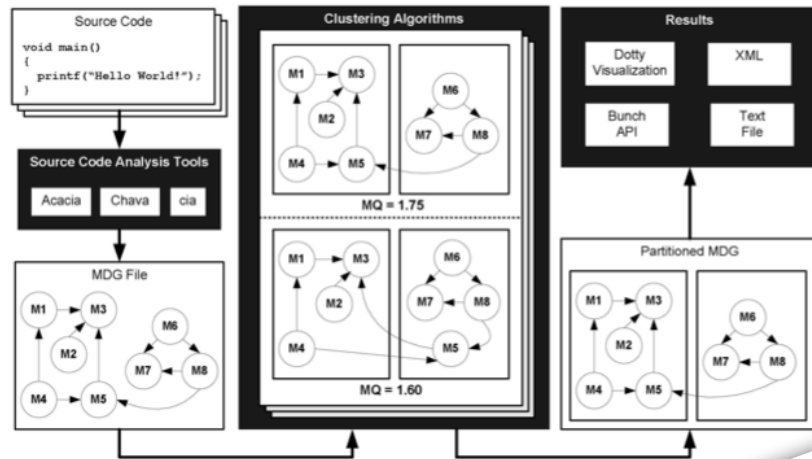 Source Code
void main()
{
printf("Hello World!");
}
Source Code Analysis Tools
Acacia
Chava
cia
MDG File
M1
M3
M2
M6
M7
M8
M4
M5
Clustering Algorithms
M1
M3
M2
M6
M7
M8
M4
M5
MQ = 1.75
M1
M3
M2
M6
M7
M8
M4
M5
MQ = 1.60
Results
Dotty
Visualization
XML
Bunch
API
Text
File
Partitioned MDG
M1
M3
M2
M6
M7
M8
M4
M5